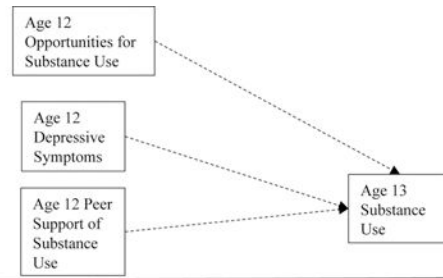 Age 12
Opportunities for
Substance Use
Age 12
Depressive
Symptoms
Age 12 Peer
Support of
Substance
Use
Age 13
Substance
Use